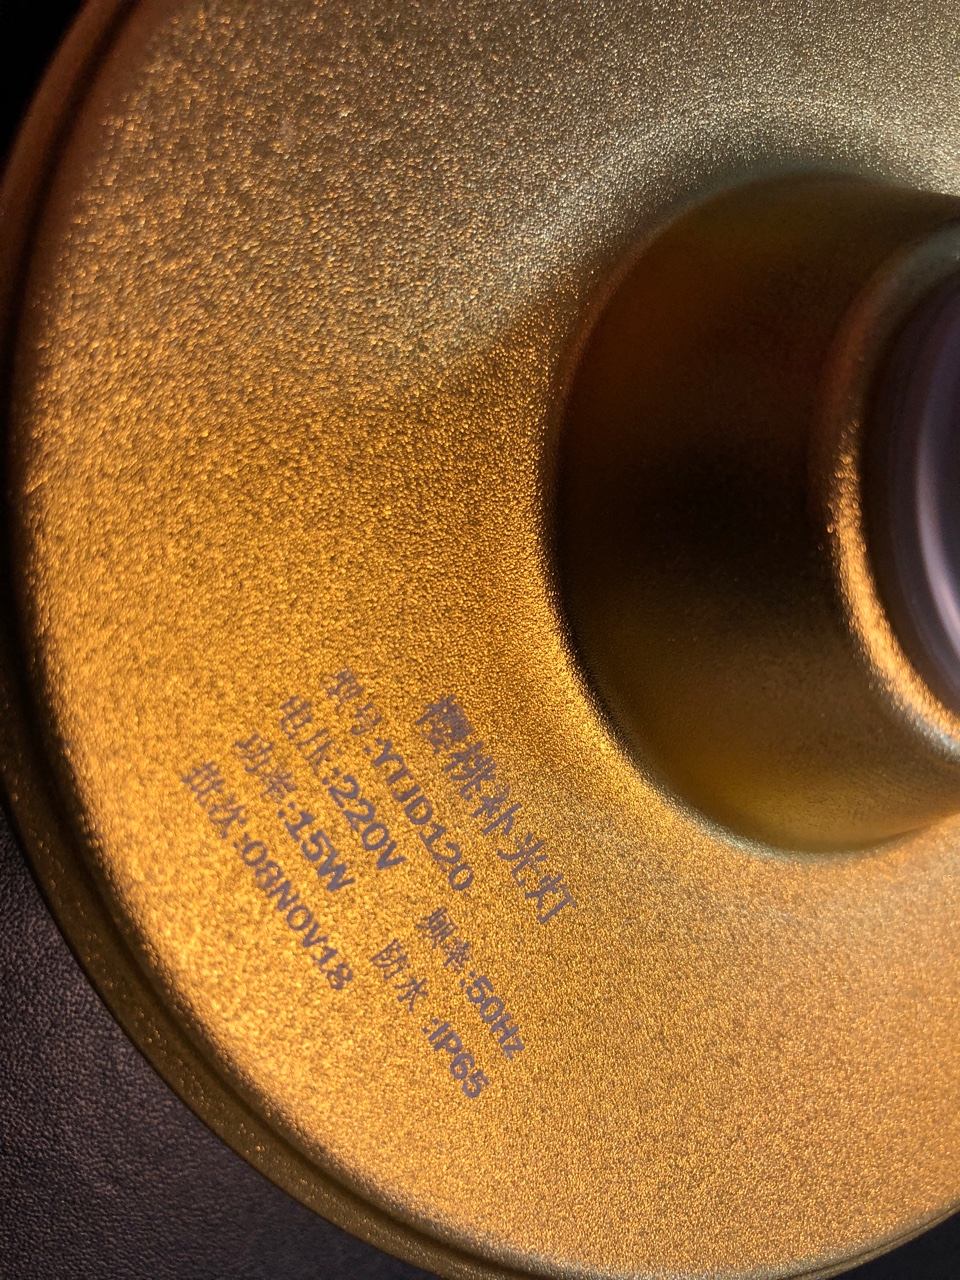 樱桃补光灯
型号:YTJD120
电压:220V 频率:50Hz
功率:15W 防水:IP65
批次:08NOV18